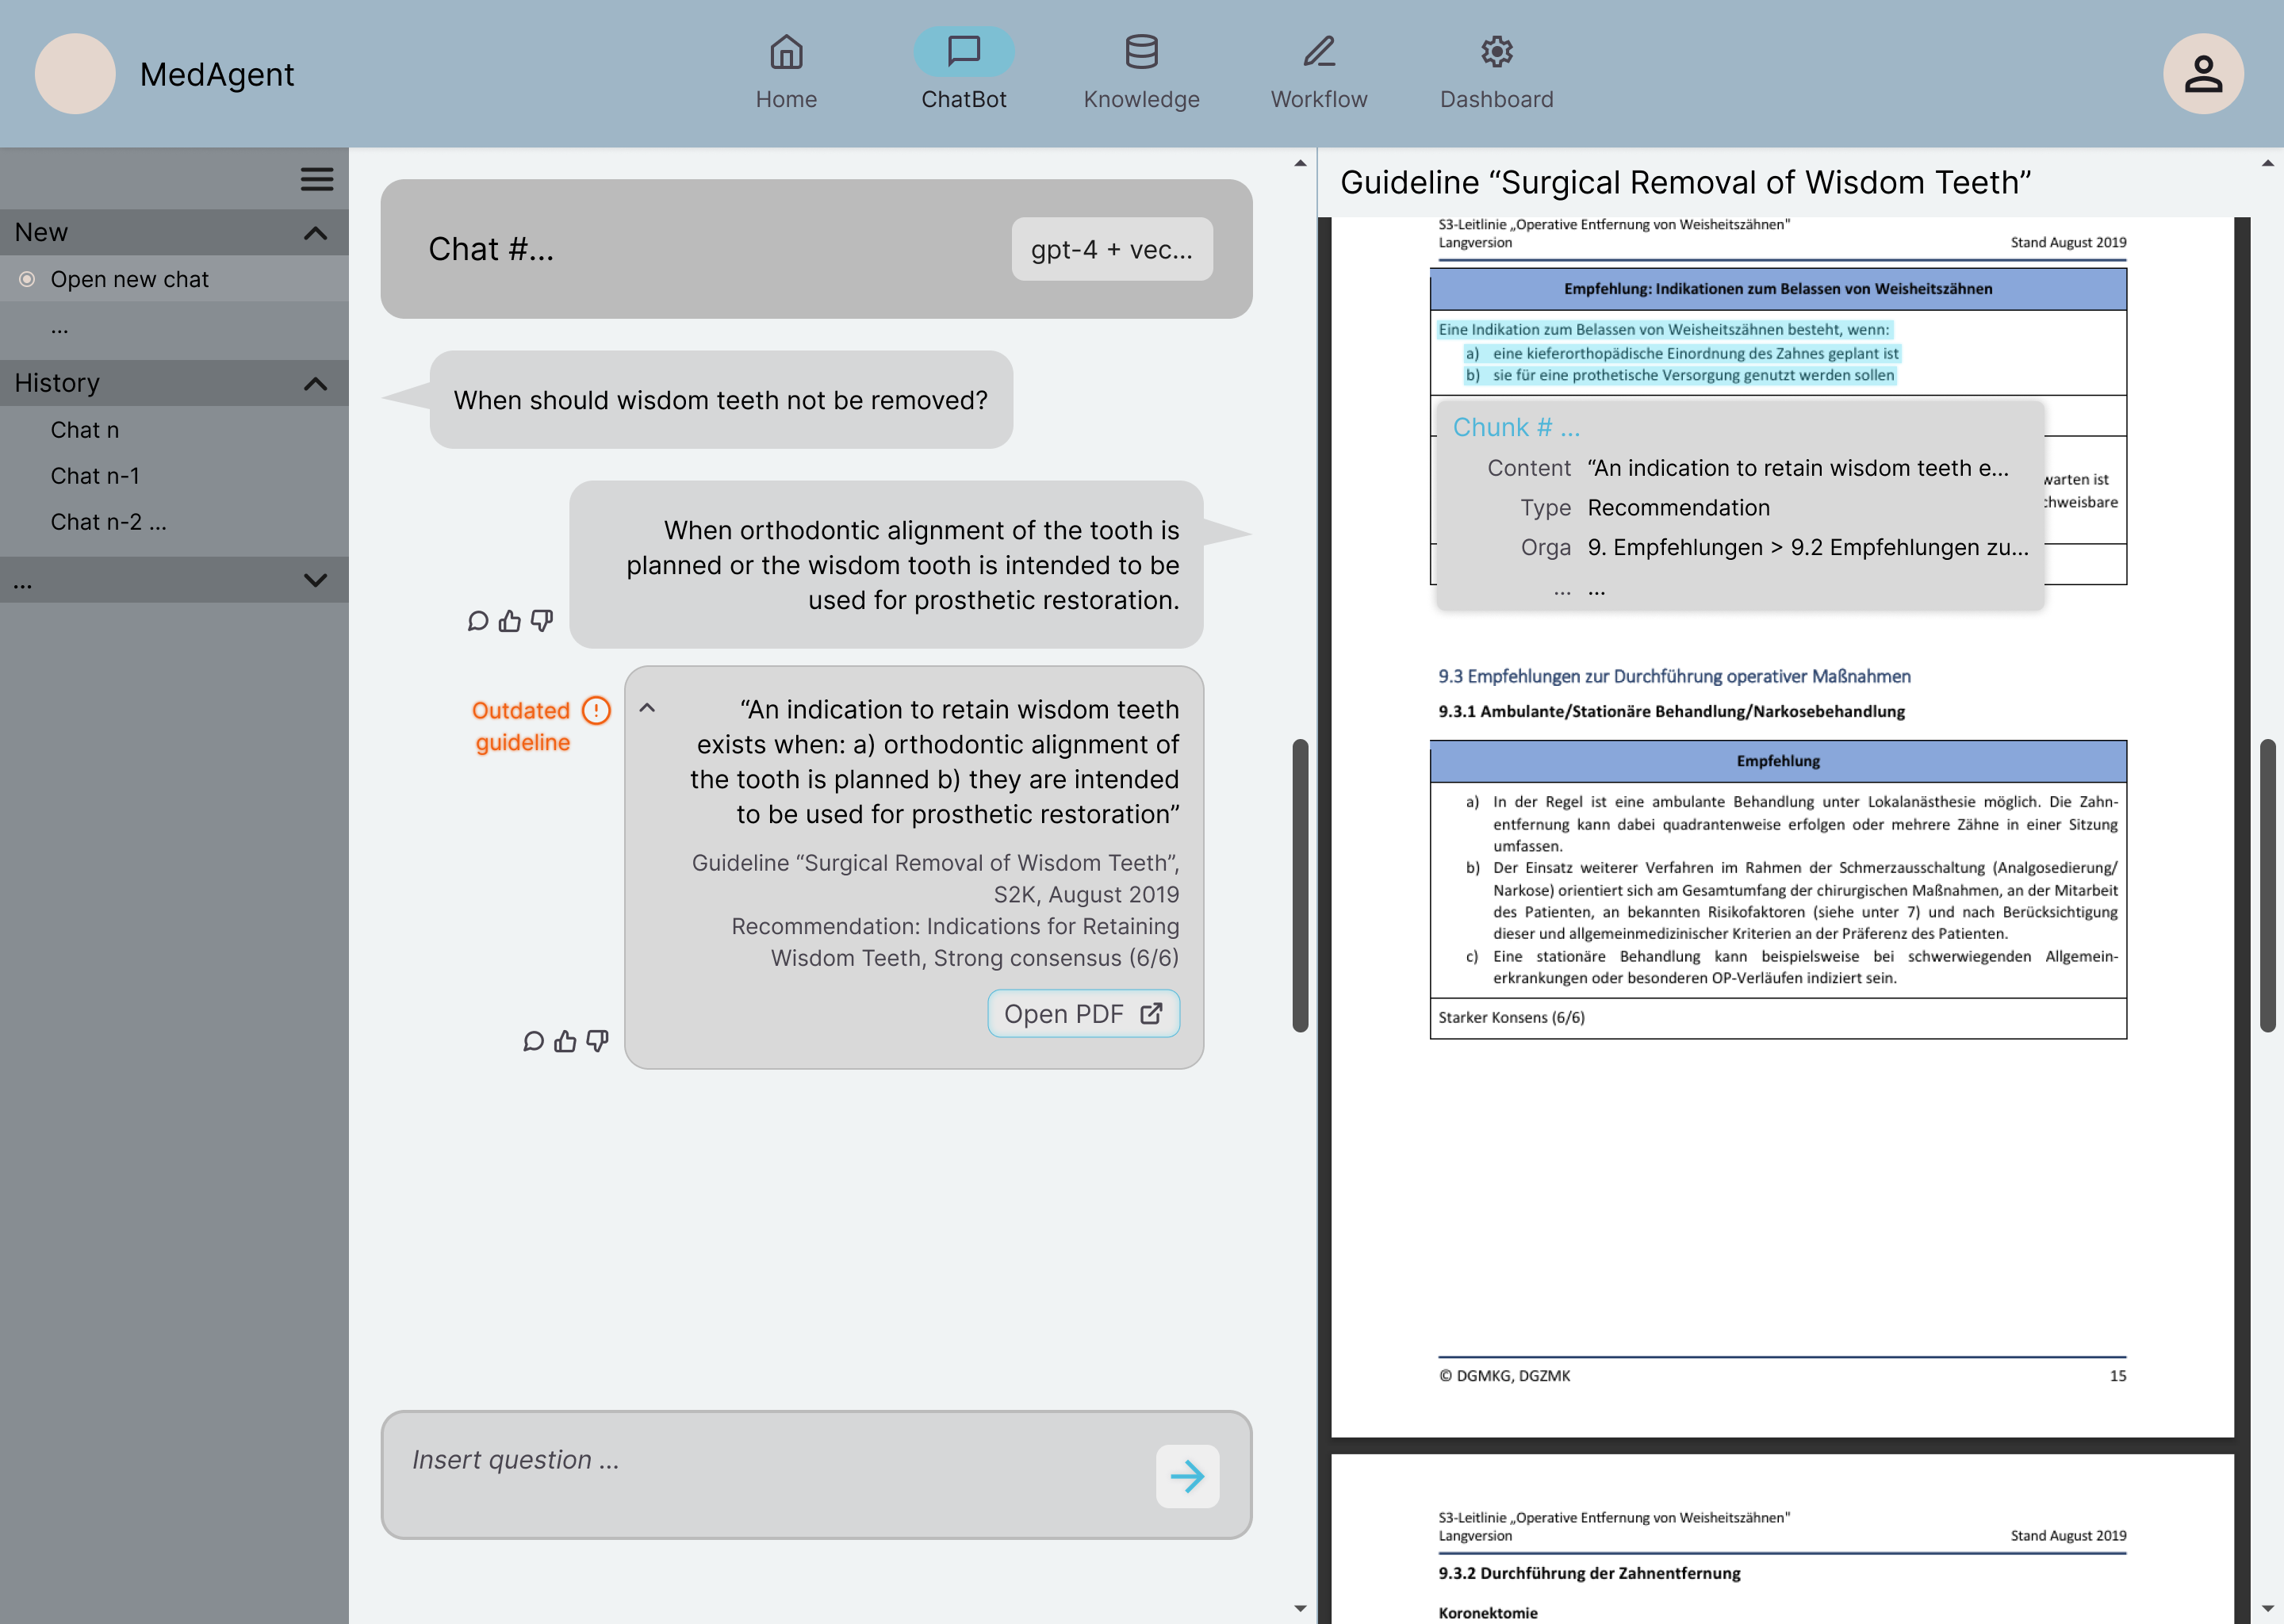 MedAgent
Home
ChatBot
Knowledge
Workflow
Dashboard
New
Open new chat
...
History
Chat n
Chat n-1
Chat n-2 ...
...
Chat #...
gpt-4 + vec...
When should wisdom teeth not be removed?
When orthodontic alignment of the tooth is
planned or the wisdom tooth is intended to be
used for prosthetic restoration.
Outdated
guideline
“An indication to retain wisdom teeth
exists when: a) orthodontic alignment of
the tooth is planned b) they are intended
to be used for prosthetic restoration”
Guideline “Surgical Removal of Wisdom Teeth”,
S2K, August 2019
Recommendation: Indications for Retaining
Wisdom Teeth, Strong consensus (6/6)
Open PDF
Insert question ...
Guideline “Surgical Removal of Wisdom Teeth”
S3-Leitlinie „Operative Entfernung von Weisheitszähnen"
Langversion Stand August 2019
Empfehlung: Indikationen zum Belassen von Weisheitszähnen
Eine Indikation zum Belassen von Weisheitszähnen besteht, wenn:
a) eine kieferorthopädische Einordnung des Zahnes geplant ist
b) sie für eine prothetische Versorgung genutzt werden sollen
Chunk # ...
Content “An indication to retain wisdom teeth e...
Type Recommendation
Orga 9. Empfehlungen > 9.2 Empfehlungen zu...
... ...
warten ist
chweisbare
9.3 Empfehlungen zur Durchführung operativer Maßnahmen
9.3.1 Ambulante/Stationäre Behandlung/Narkosebehandlung
Empfehlung
a) In der Regel ist eine ambulante Behandlung unter Lokalanästhesie möglich. Die Zahn-
entfernung kann dabei quadrantenweise erfolgen oder mehrere Zähne in einer Sitzung
umfassen.
b) Der Einsatz weiterer Verfahren im Rahmen der Schmerzausschaltung (Analgosedierung/
Narkose) orientiert sich am Gesamtumfang der chirurgischen Maßnahmen, an der Mitarbeit
des Patienten, an bekannten Risikofaktoren (siehe unter 7) und nach Berücksichtigung
dieser und allgemeinmedizinischer Kriterien an der Präferenz des Patienten.
c) Eine stationäre Behandlung kann beispielsweise bei schwerwiegenden Allgemein-
erkrankungen oder besonderen OP-Verläufen indiziert sein.
Starker Konsens (6/6)
© DGMKG, DGZMK 15
S3-Leitlinie „Operative Entfernung von Weisheitszähnen"
Langversion Stand August 2019
9.3.2 Durchführung der Zahnentfernung
Koronektomie